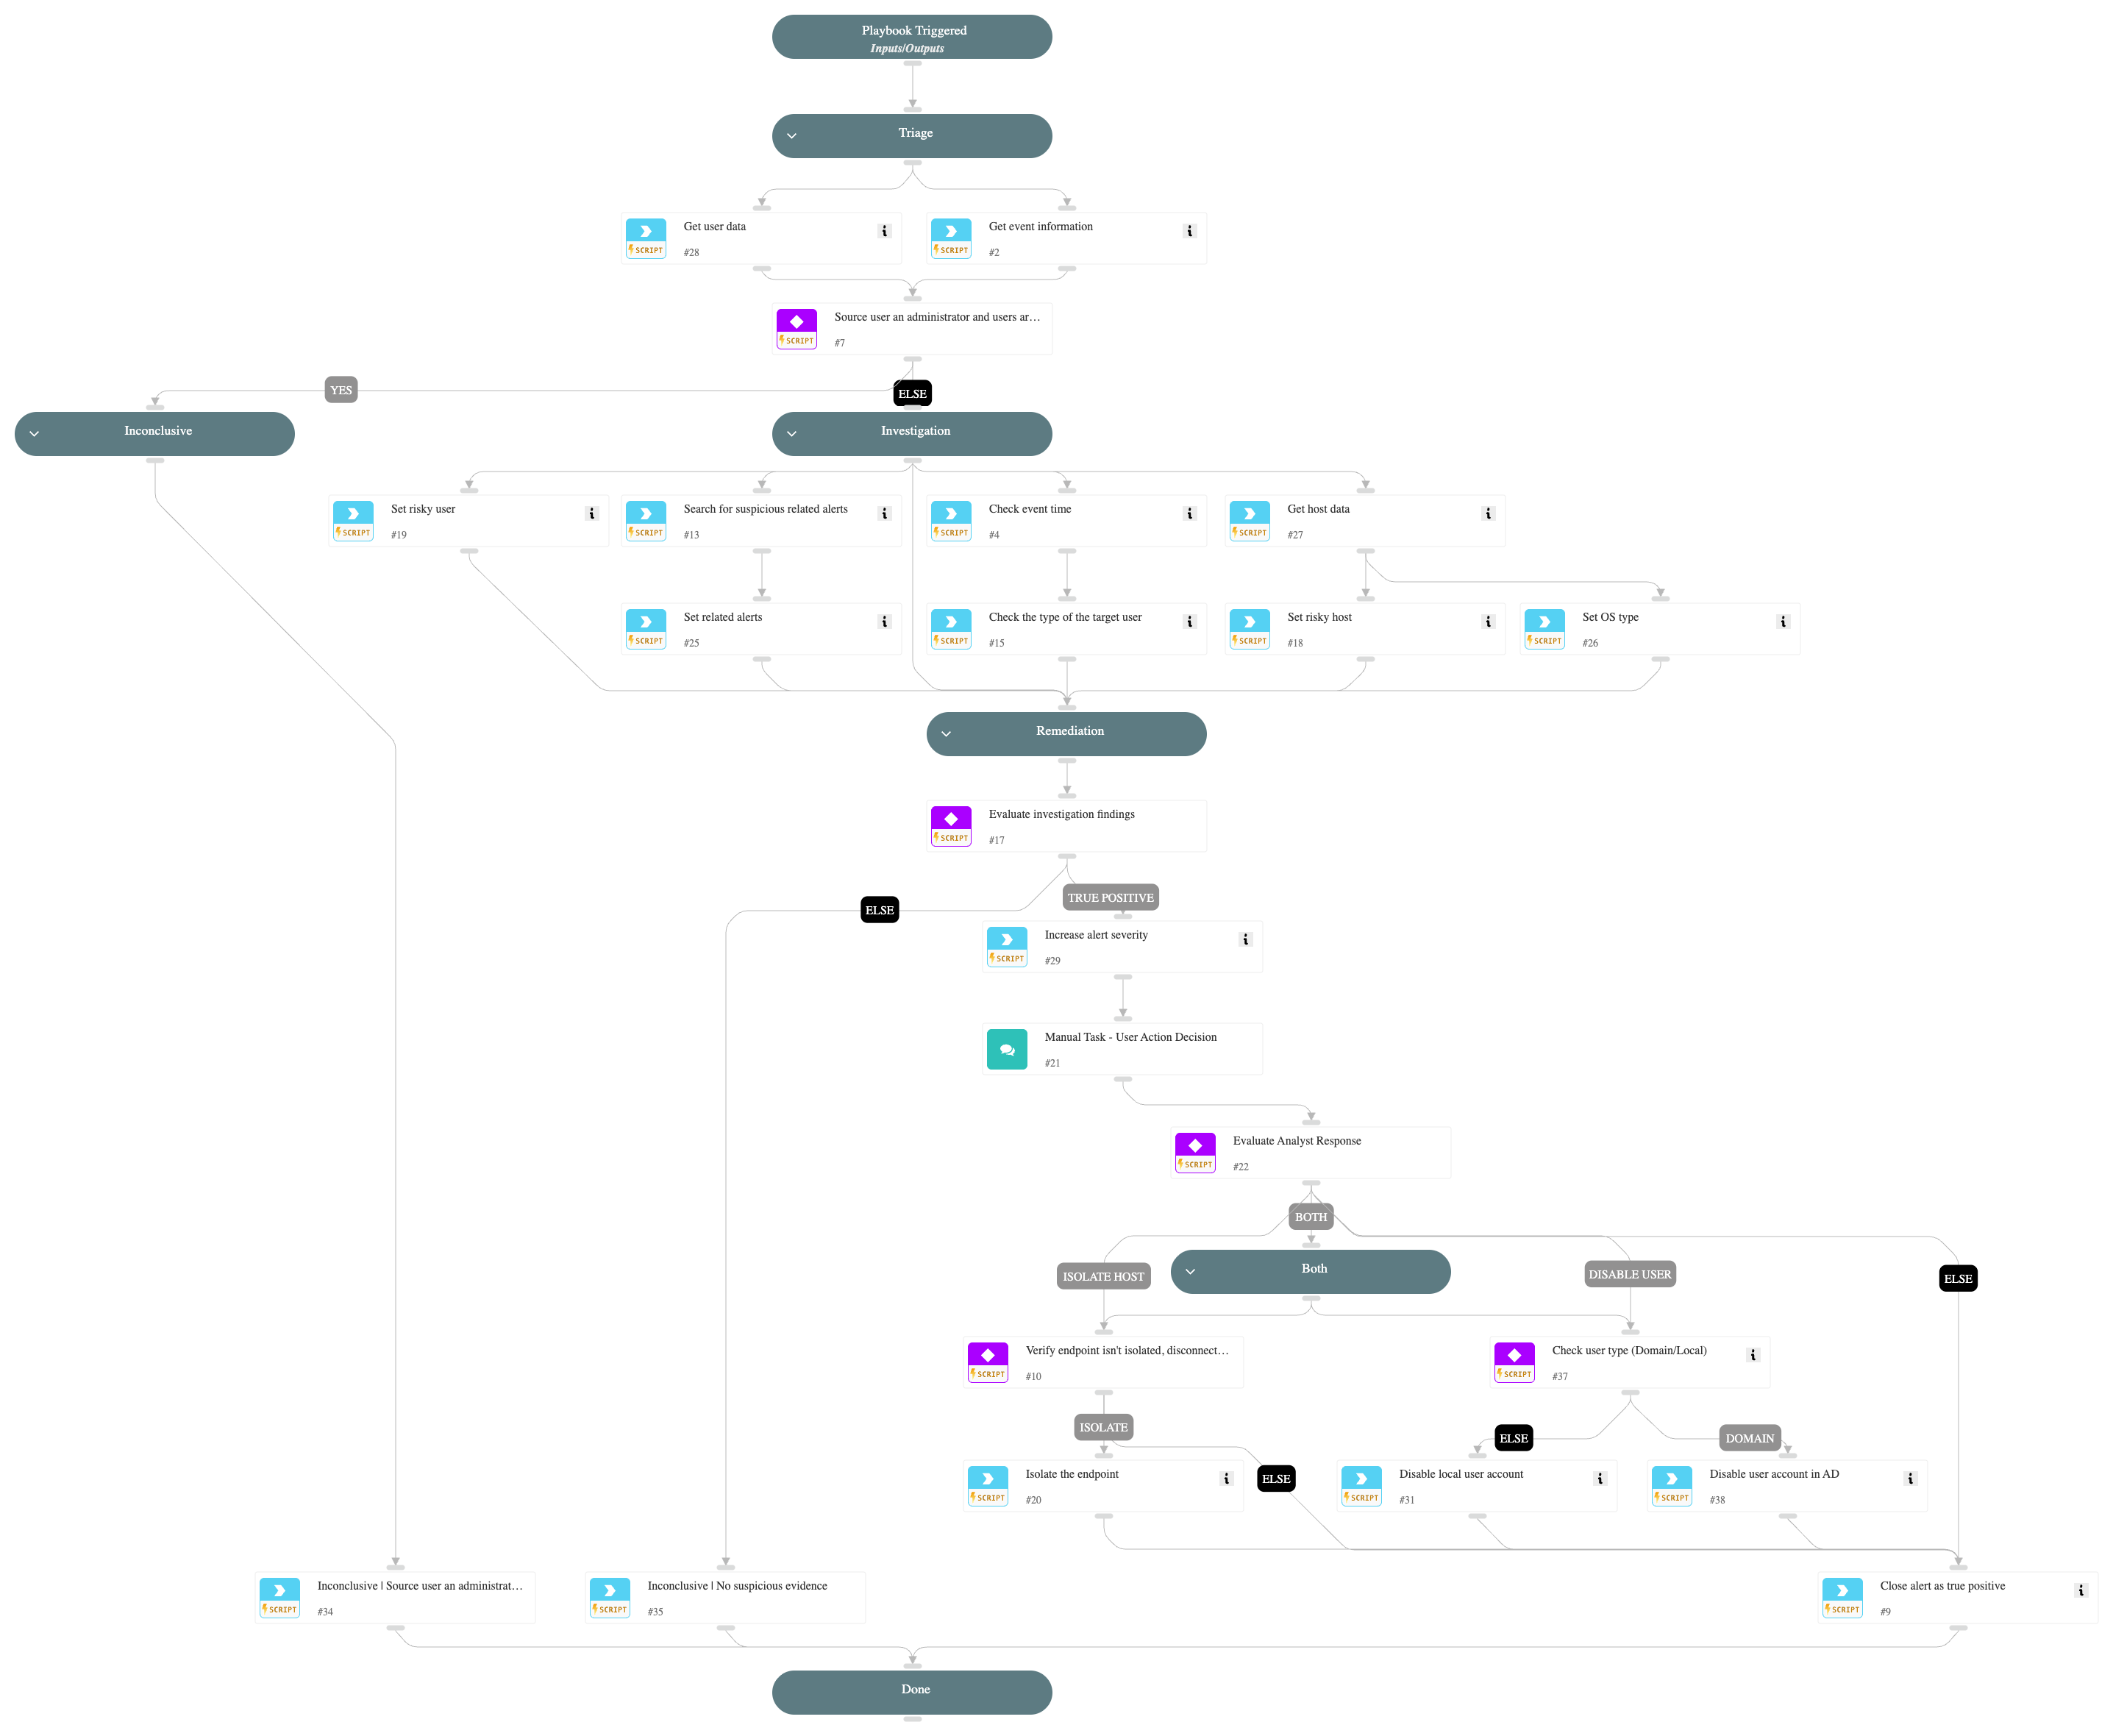 Playbook Triggered
Inputs/Outputs
Triage
Get user data
SCRIPT
#28
Get event information
SCRIPT
#2
Source user an administrator and users ar…
SCRIPT
#7
YES
ELSE
Inconclusive
Investigation
Set risky user
SCRIPT
#19
Search for suspicious related alerts
SCRIPT
#13
Check event time
SCRIPT
#4
Get host data
SCRIPT
#27
Set related alerts
SCRIPT
#25
Check the type of the target user
SCRIPT
#15
Set risky host
SCRIPT
#18
Set OS type
SCRIPT
#26
Remediation
Evaluate investigation findings
SCRIPT
#17
ELSE
TRUE POSITIVE
Increase alert severity
SCRIPT
#29
Manual Task - User Action Decision
#21
Evaluate Analyst Response
SCRIPT
#22
BOTH
ISOLATE HOST
Both
DISABLE USER
ELSE
Verify endpoint isn't isolated, disconnect…
SCRIPT
#10
Check user type (Domain/Local)
SCRIPT
#37
ISOLATE
ELSE
DOMAIN
Isolate the endpoint
SCRIPT
#20
ELSE
Disable local user account
SCRIPT
#31
Disable user account in AD
SCRIPT
#38
Inconclusive | Source user an administrat…
SCRIPT
#34
Inconclusive | No suspicious evidence
SCRIPT
#35
Close alert as true positive
SCRIPT
#9
Done